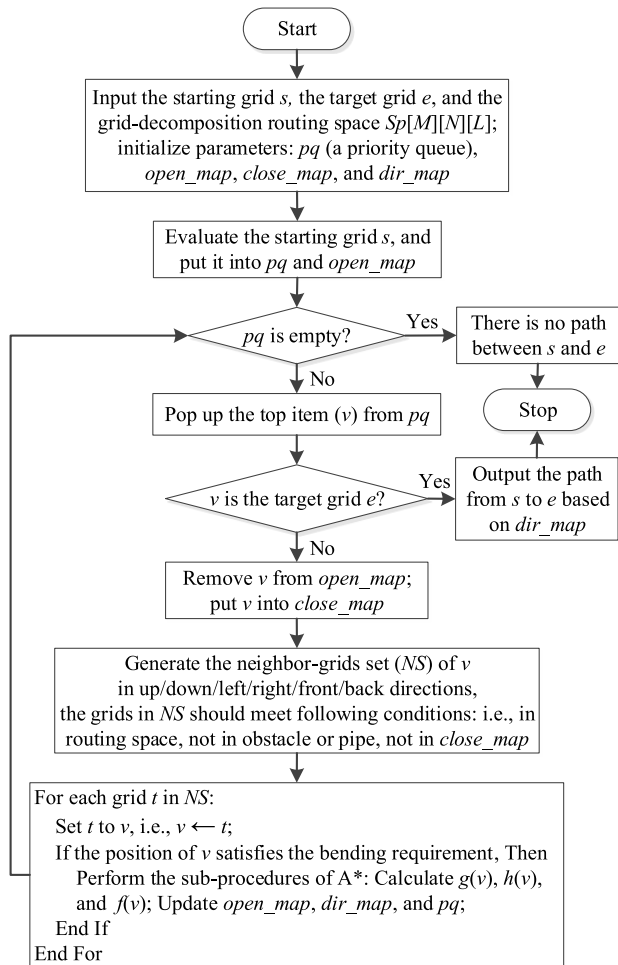 Start
Input the starting grid s, the target grid e, and the
grid-decomposition routing space Sp[M][N][L];
initialize parameters: pq (a priority queue),
open_map, close_map, and dir_map
Evaluate the starting grid s, and
put it into pq and open_map
pq is empty?
Yes
There is no path
between s and e
No
Stop
Pop up the top item (v) from pq
v is the target grid e?
Yes
Output the path
from s to e based
on dir_map
No
Remove v from open_map;
put v into close_map
Generate the neighbor-grids set (NS) of v
in up/down/left/right/front/back directions,
the grids in NS should meet following conditions: i.e., in
routing space, not in obstacle or pipe, not in close_map
For each grid t in NS:
Set t to v, i.e., v ← t;
If the position of v satisfies the bending requirement, Then
Perform the sub-procedures of A*: Calculate g(v), h(v),
and f(v); Update open_map, dir_map, and pq;
End If
End For